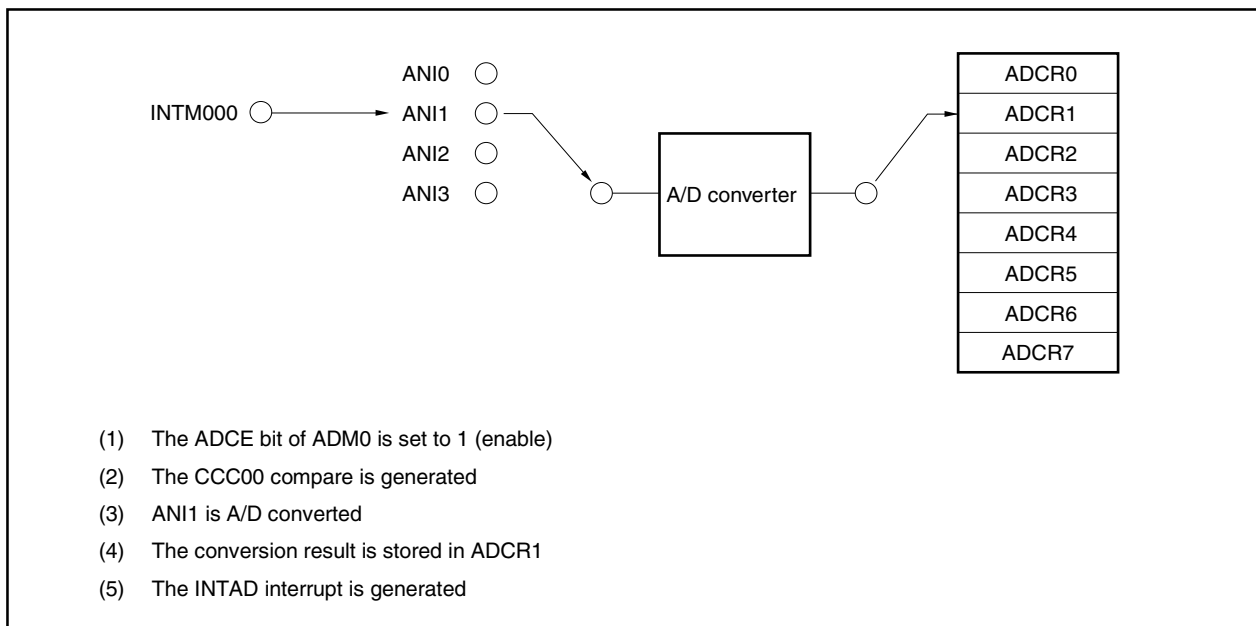 ANI0
INTM000
ANI1
ANI2
ANI3
A/D converter
ADCR0
ADCR1
ADCR2
ADCR3
ADCR4
ADCR5
ADCR6
ADCR7
(1) The ADCE bit of ADM0 is set to 1 (enable)
(2) The CCC00 compare is generated
(3) ANI1 is A/D converted
(4) The conversion result is stored in ADCR1
(5) The INTAD interrupt is generated